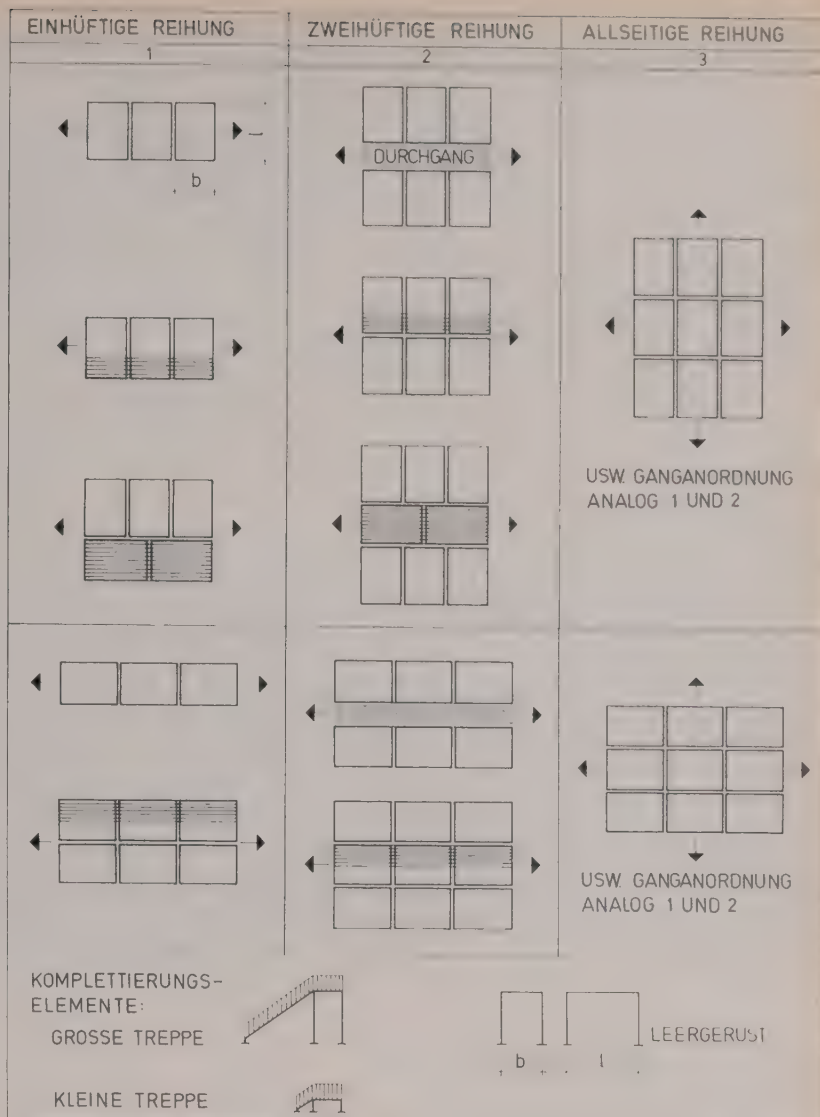 EINHÜFTIGE REIHUNG
1
ZWEIHÜFTIGE REIHUNG
2
ALLSEITIGE REIHUNG
3
b
DURCHGANG
USW. GANGANORDNUNG
ANALOG 1 UND 2
USW. GANGANORDNUNG
ANALOG 1 UND 2
KOMPLETTIERUNGS-
ELEMENTE:
GROSSE TREPPE
LEERGERÜST
b
l
KLEINE TREPPE